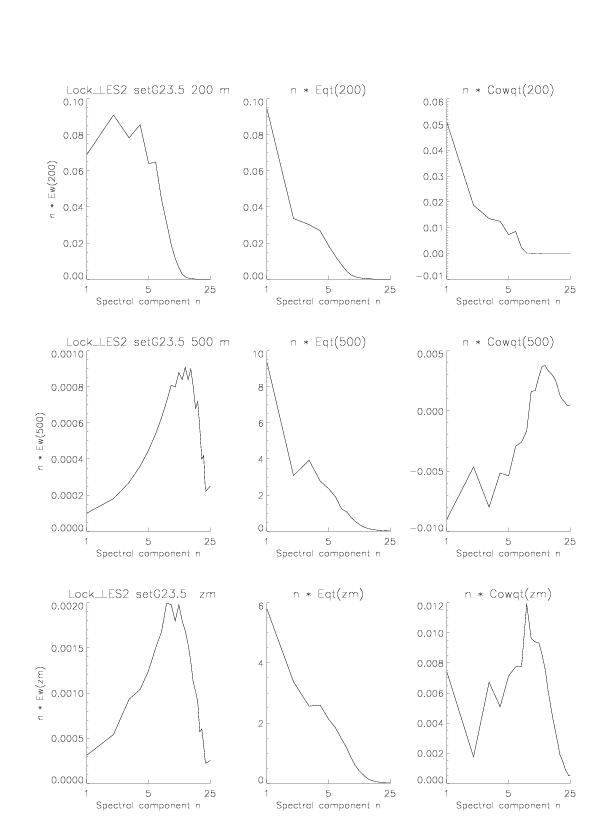 Lock_LES2 setG23.5 200 m
n * Eqt(200)
n * Cowqt(200)
n * Ew(200)
0.10
0.08
0.06
0.04
0.02
0.00
1 5 25
Spectral component n
0.10
0.08
0.06
0.04
0.02
0.00
1 5 25
Spectral component n
0.06
0.05
0.04
0.03
0.02
0.01
0.00
-0.01
1 5 25
Spectral component n
Lock_LES2 setG23.5 500 m
n * Eqt(500)
n * Cowqt(500)
n * Ew(500)
0.0010
0.0008
0.0006
0.0004
0.0002
0.0000
1 5 25
Spectral component n
10
8
6
4
2
0
1 5 25
Spectral component n
0.005
0.000
-0.005
-0.010
1 5 25
Spectral component n
Lock_LES2 setG23.5 zm
n * Eqt(zm)
n * Cowqt(zm)
n * Ew(zm)
0.0020
0.0015
0.0010
0.0005
0.0000
1 5 25
Spectral component n
6
4
2
0
1 5 25
Spectral component n
0.012
0.010
0.008
0.006
0.004
0.002
0.000
1 5 25
Spectral component n